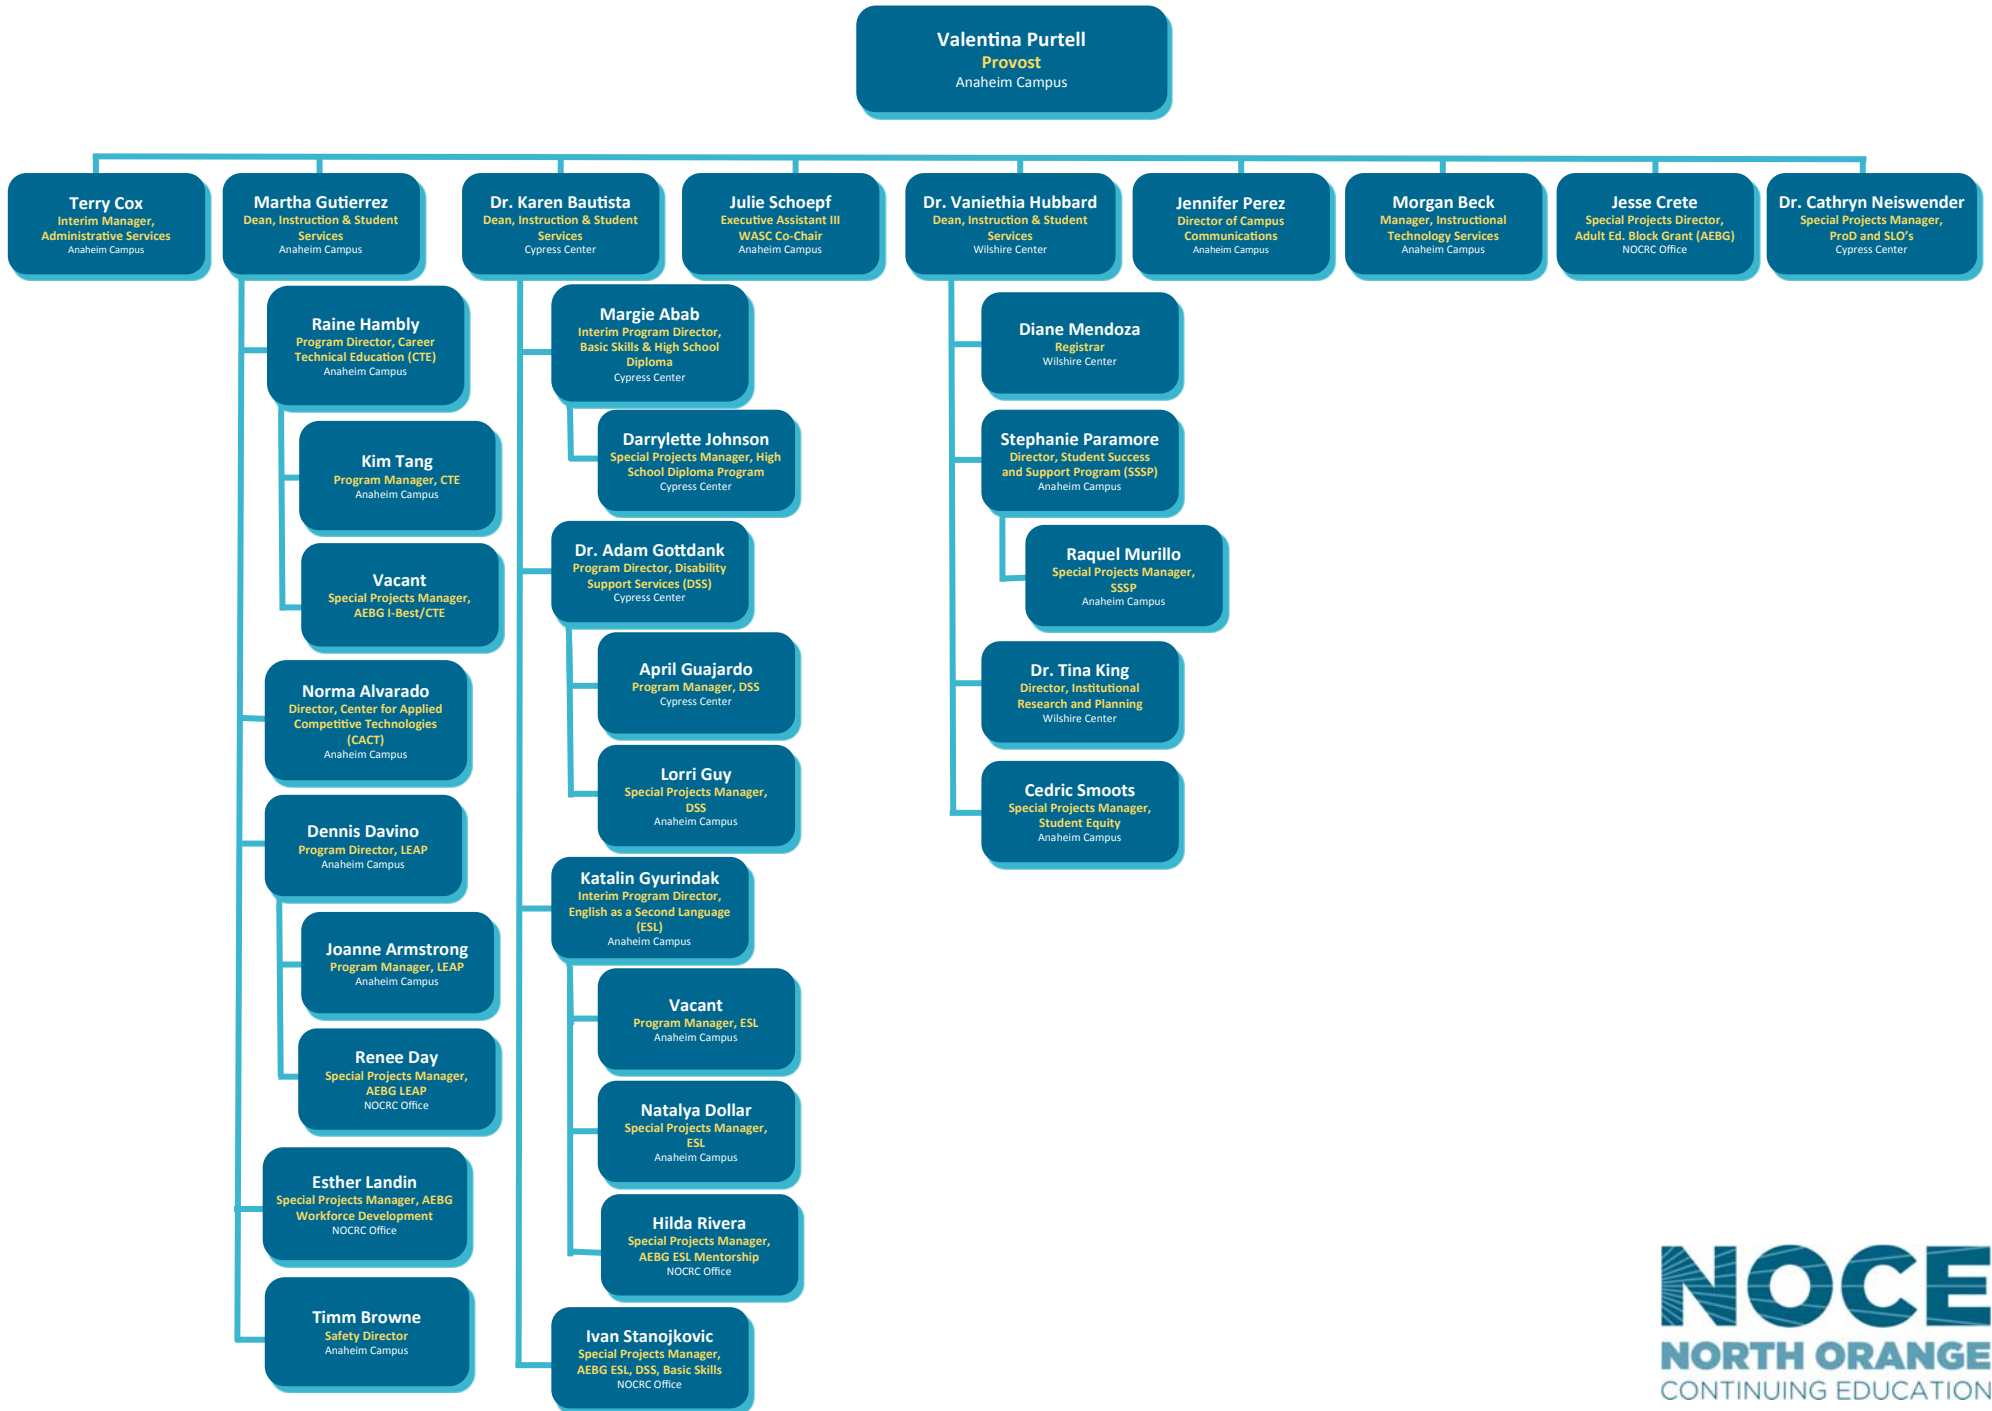 Valentina Purtell
Provost
Anaheim Campus
Terry Cox
Interim Manager,
Administrative Services
Anaheim Campus
Martha Gutierrez
Dean, Instruction & Student
Services
Anaheim Campus
Dr. Karen Bautista
Dean, Instruction & Student
Services
Cypress Center
Julie Schoepf
Executive Assistant III
WASC Co-Chair
Anaheim Campus
Dr. Vaniethia Hubbard
Dean, Instruction & Student
Services
Wilshire Center
Jennifer Perez
Director of Campus
Communications
Anaheim Campus
Morgan Beck
Manager, Instructional
Technology Services
Anaheim Campus
Jesse Crete
Special Projects Director,
Adult Ed. Block Grant (AEBG)
NOCRC Office
Dr. Cathryn Neiswender
Special Projects Manager,
ProD and SLO's
Cypress Center
Raine Hambly
Program Director, Career
Technical Education (CTE)
Anaheim Campus
Kim Tang
Program Manager, CTE
Anaheim Campus
Vacant
Special Projects Manager,
AEBG I-Best/CTE
Norma Alvarado
Director, Center for Applied
Competitive Technologies
(CACT)
Anaheim Campus
Dennis Davino
Program Director, LEAP
Anaheim Campus
Joanne Armstrong
Program Manager, LEAP
Anaheim Campus
Renee Day
Special Projects Manager,
AEBG LEAP
NOCRC Office
Esther Landin
Special Projects Manager, AEBG
Workforce Development
NOCRC Office
Timm Browne
Safety Director
Anaheim Campus
Margie Abab
Interim Program Director,
Basic Skills & High School
Diploma
Cypress Center
Darrylette Johnson
Special Projects Manager, High
School Diploma Program
Cypress Center
Dr. Adam Gottdank
Program Director, Disability
Support Services (DSS)
Cypress Center
April Guajardo
Program Manager, DSS
Cypress Center
Lorri Guy
Special Projects Manager,
DSS
Anaheim Campus
Katalin Gyurindak
Interim Program Director,
English as a Second Language
(ESL)
Anaheim Campus
Vacant
Program Manager, ESL
Anaheim Campus
Natalya Dollar
Special Projects Manager,
ESL
Anaheim Campus
Hilda Rivera
Special Projects Manager,
AEBG ESL Mentorship
NOCRC Office
Ivan Stanojkovic
Special Projects Manager,
AEBG ESL, DSS, Basic Skills
NOCRC Office
Diane Mendoza
Registrar
Wilshire Center
Stephanie Paramore
Director, Student Success
and Support Program (SSSP)
Anaheim Campus
Raquel Murillo
Special Projects Manager,
SSSP
Anaheim Campus
Dr. Tina King
Director, Institutional
Research and Planning
Wilshire Center
Cedric Smoots
Special Projects Manager,
Student Equity
Anaheim Campus
NOCE
NORTH ORANGE
CONTINUING EDUCATION